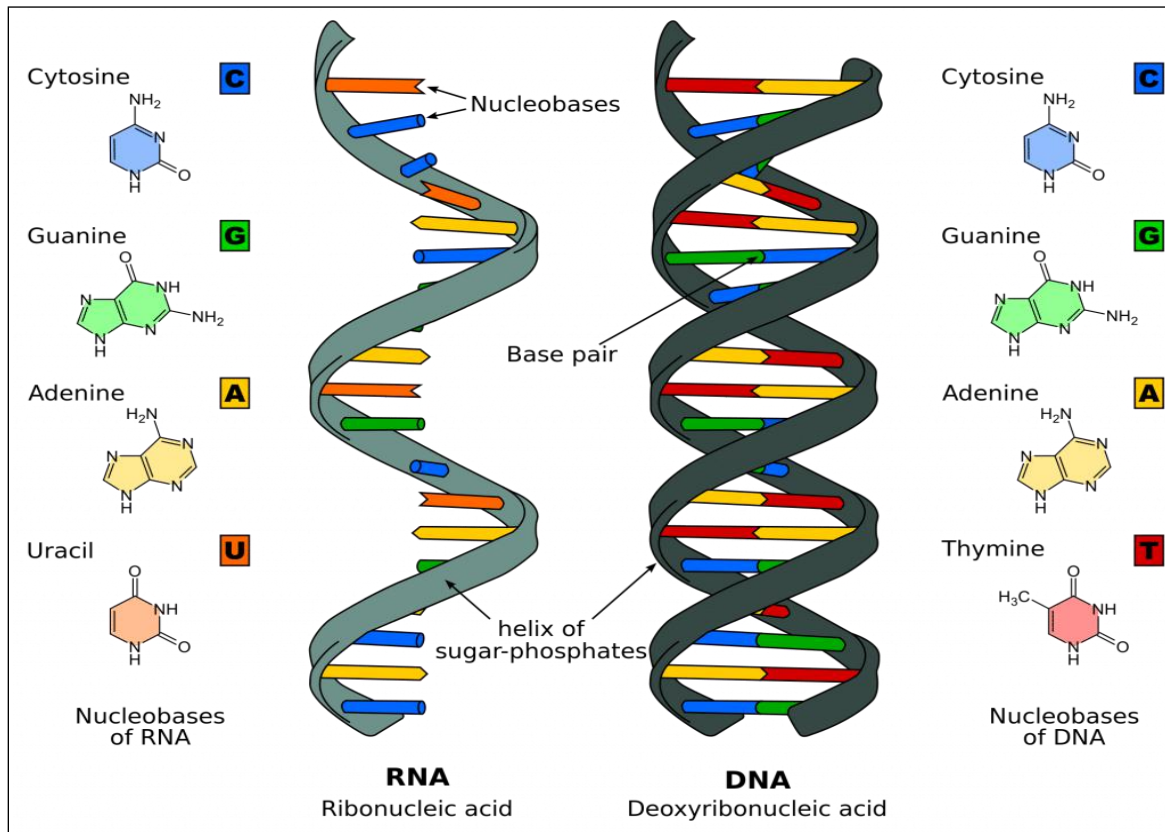 Cytosine
C
NH₂
N
N
H
O
Guanine
G
O
N
NH
N
H
N
NH₂
Adenine
A
H₂N
N
N
N
H
N
Uracil
U
O
NH
N
H
O
Nucleobases
of RNA
Nucleobases
Base pair
helix of
sugar-phosphates
RNA
Ribonucleic acid
DNA
Deoxyribonucleic acid
Cytosine
C
NH₂
N
N
H
O
Guanine
G
O
N
NH
N
H
N
NH₂
Adenine
A
H₂N
N
N
N
H
N
Thymine
T
O
H₃C
NH
N
H
O
Nucleobases
of DNA